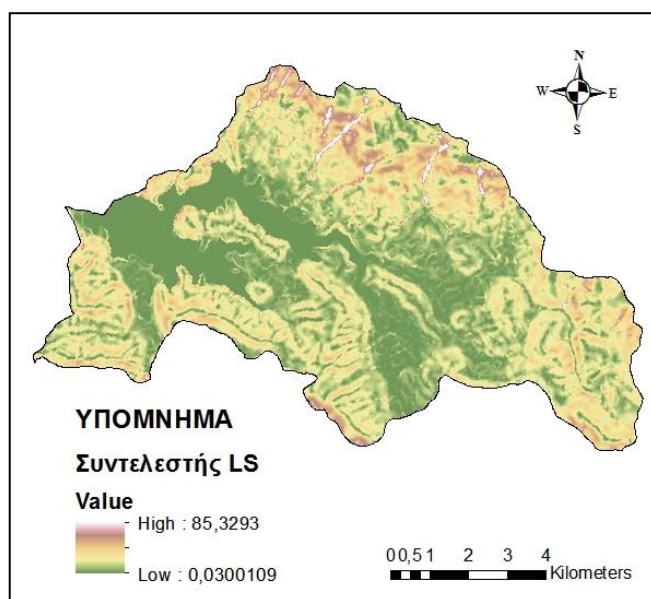 N
W E
S
ΥΠΟΜΝΗΜΑ
Συντελεστής LS
Value
High : 85,3293
Low : 0,0300109
0 0,5 1 2 3 4
Kilometers